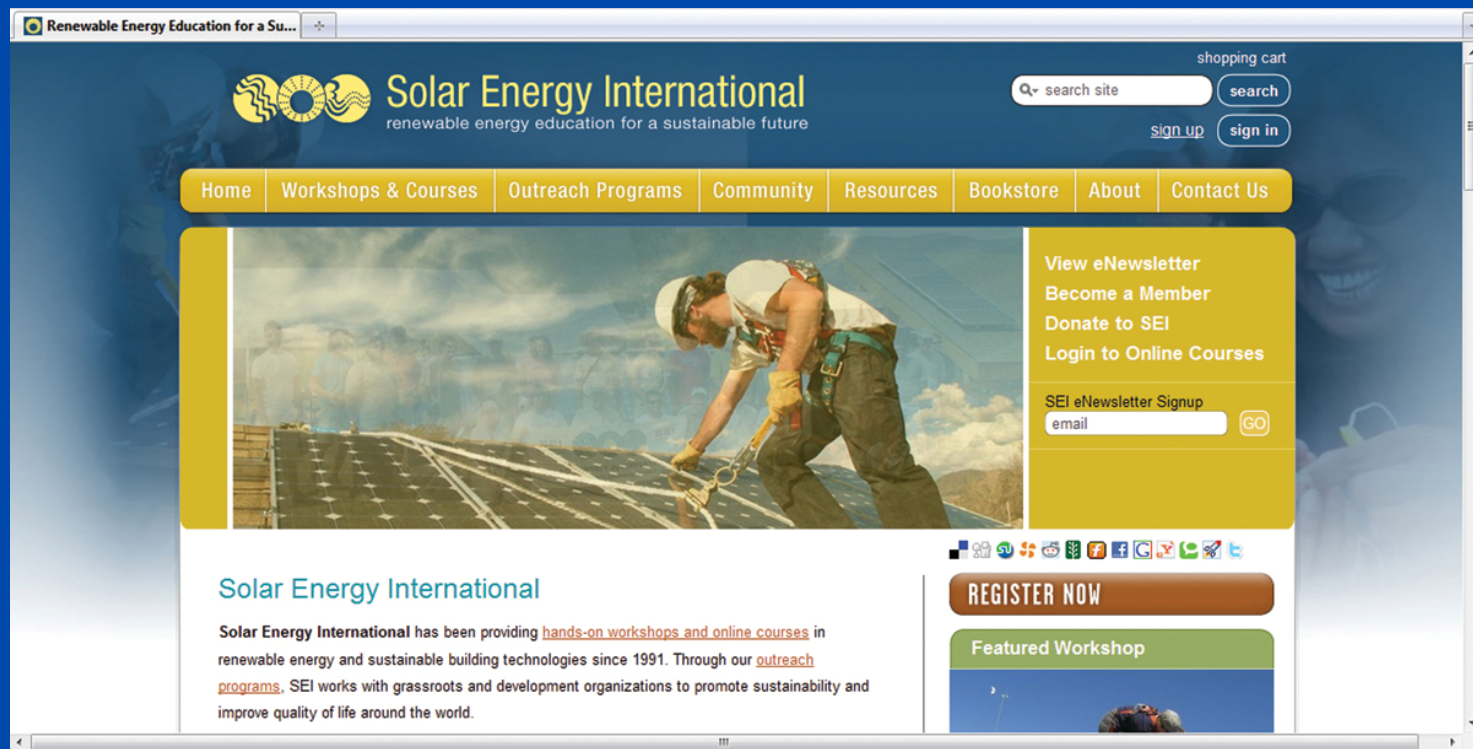 Renewable Energy Education for a Su...
shopping cart
Solar Energy International
renewable energy education for a sustainable future
search site
search
sign up
sign in
Home
Workshops & Courses
Outreach Programs
Community
Resources
Bookstore
About
Contact Us
View eNewsletter
Become a Member
Donate to SEI
Login to Online Courses
SEI eNewsletter Signup
email
GO
Solar Energy International
Solar Energy International has been providing hands-on workshops and online courses in
renewable energy and sustainable building technologies since 1991. Through our outreach
programs, SEI works with grassroots and development organizations to promote sustainability and
improve quality of life around the world.
REGISTER NOW
Featured Workshop